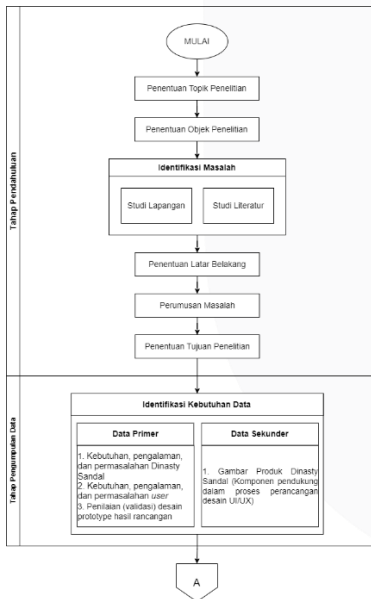 Tahap Pendahuluan
MULAI
Penentuan Topik Penelitian
Penentuan Objek Penelitian
Identifikasi Masalah
Studi Lapangan
Studi Literatur
Penentuan Latar Belakang
Perumusan Masalah
Penentuan Tujuan Penelitian
Tahap Pengumpulan Data
Identifikasi Kebutuhan Data
Data Primer
1. Kebutuhan, pengalaman,
dan permasalahan Dinasty
Sandal
2. Kebutuhan, pengalaman,
dan permasalahan user
3. Penilaian (validasi) desain
prototype hasil rancangan
Data Sekunder
1. Gambar Produk Dinasty
Sandal (Komponen pendukung
dalam proses perancangan
desain UI/UX)
A